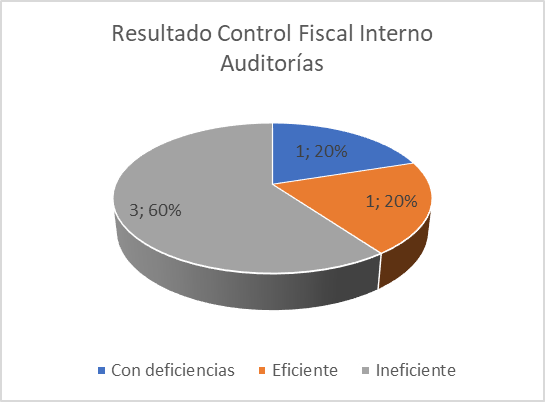 Resultado Control Fiscal Interno
Auditorías
1; 20%
1; 20%
3; 60%
Con deficiencias
Eficiente
Ineficiente